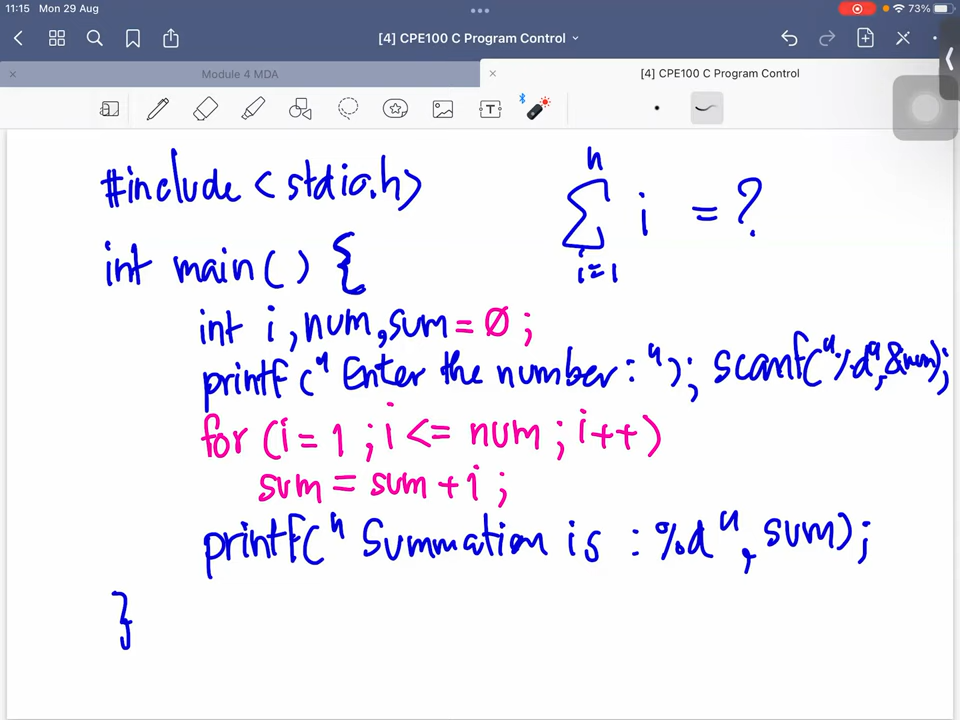 11:15 Mon 29 Aug
73%
[4] CPE100 C Program Control
Module 4 MDA
[4] CPE100 C Program Control
T
#include <stdio.h>
n
∑ i = ?
i=1
int main() {
int i, num, sum = 0;
printf("Enter the number : "); scanf("%d", &num);
for (i = 1 ; i <= num ; i++)
sum = sum + i ;
printf("Summation is : %d", sum);
}